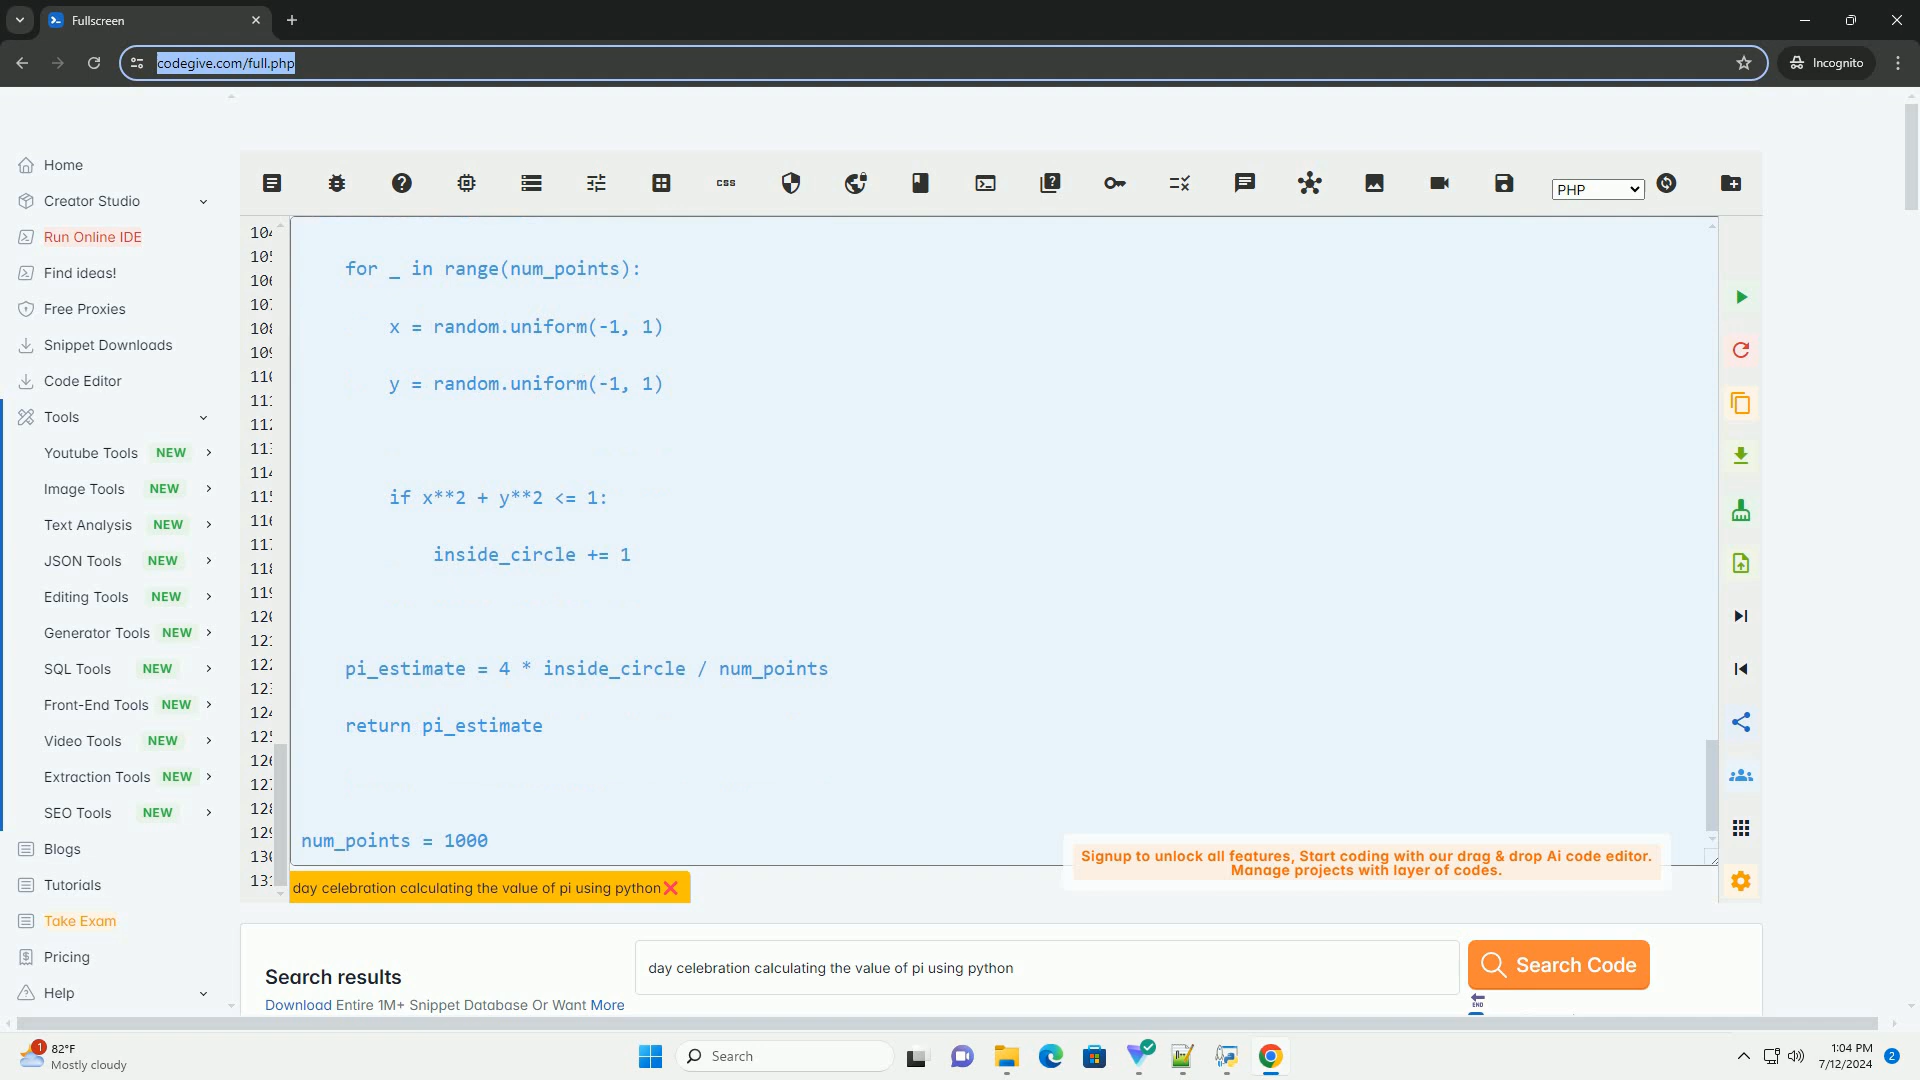 Fullscreen
codegive.com/full.php
Incognito
Home
Creator Studio
Run Online IDE
Find ideas!
Free Proxies
Snippet Downloads
Code Editor
Tools
Youtube Tools NEW
Image Tools NEW
Text Analysis NEW
JSON Tools NEW
Editing Tools NEW
Generator Tools NEW
SQL Tools NEW
Front-End Tools NEW
Video Tools NEW
Extraction Tools NEW
SEO Tools NEW
Blogs
Tutorials
Take Exam
Pricing
Help
css
PHP
for _ in range(num_points):
x = random.uniform(-1, 1)
y = random.uniform(-1, 1)
if x**2 + y**2 <= 1:
inside_circle += 1
pi_estimate = 4 * inside_circle / num_points
return pi_estimate
num_points = 1000
Signup to unlock all features, Start coding with our drag & drop Ai code editor.
Manage projects with layer of codes.
day celebration calculating the value of pi using python
Search results
day celebration calculating the value of pi using python
Search Code
Download Entire 1M+ Snippet Database Or Want More
END
1
82°F
Mostly cloudy
Search
1:04 PM
7/12/2024
2